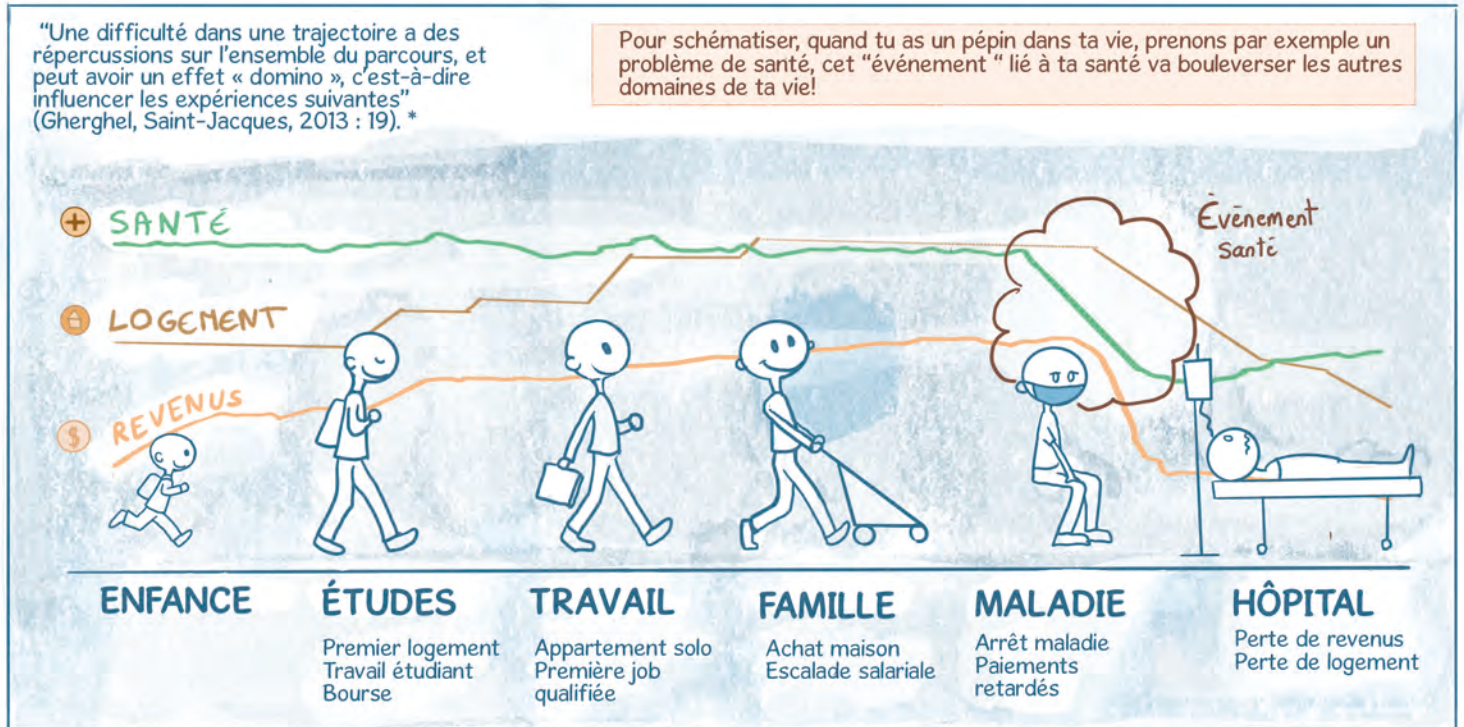 "Une difficulté dans une trajectoire a des
répercussions sur l'ensemble du parcours, et
peut avoir un effet « domino », c'est-à-dire
influencer les expériences suivantes"
(Gherghel, Saint-Jacques, 2013 : 19). *
Pour schématiser, quand tu as un pépin dans ta vie, prenons par exemple un
problème de santé, cet "événement " lié à ta santé va bouleverser les autres
domaines de ta vie!
SANTÉ
Évènement
santé
LOGEMENT
$ REVENUS
ENFANCE
ÉTUDES
Premier logement
Travail étudiant
Bourse
TRAVAIL
Appartement solo
Première job
qualifiée
FAMILLE
Achat maison
Escalade salariale
MALADIE
Arrêt maladie
Paiements
retardés
HÔPITAL
Perte de revenus
Perte de logement